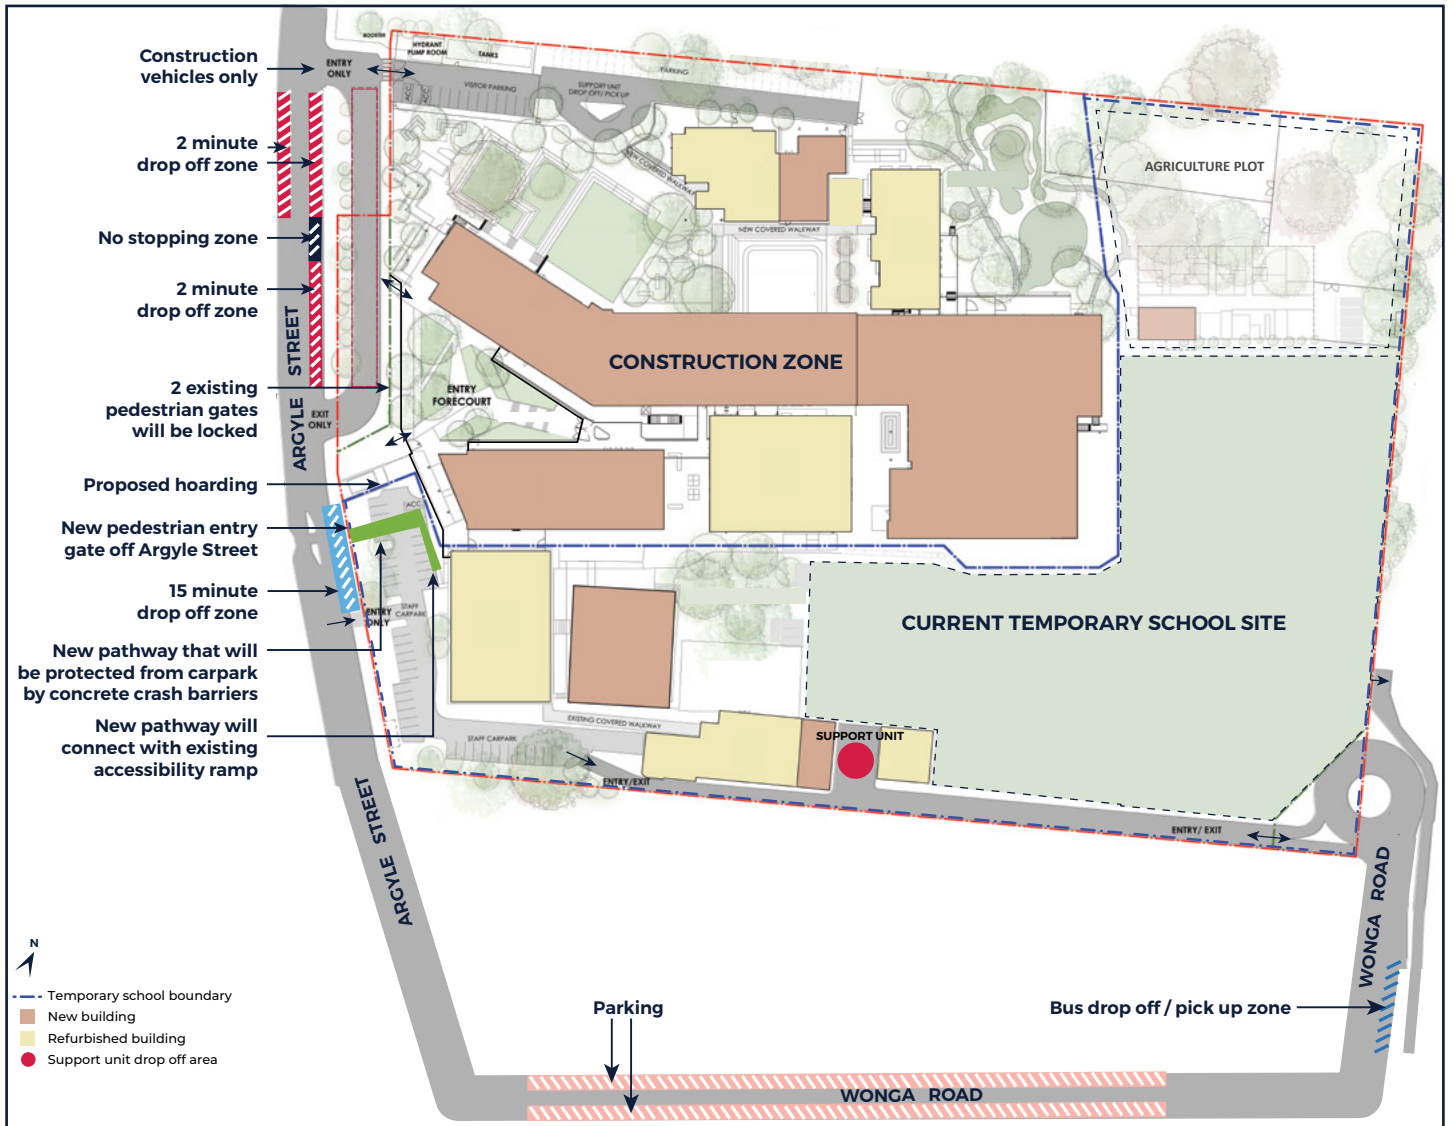 Construction
vehicles only
2 minute
drop off zone
No stopping zone
2 minute
drop off zone
2 existing
pedestrian gates
will be locked
Proposed hoarding
New pedestrian entry
gate off Argyle Street
15 minute
drop off zone
New pathway that will
be protected from carpark
by concrete crash barriers
New pathway will
connect with existing
accessibility ramp
BOOSTER
HYDRANT
PUMP ROOM
TANKS
ENTRY
ONLY
ACC
ACC
VISITOR PARKING
SUPPORT UNIT
DROP OFF/ PICK UP
PARKING
NEW COVERED WALKWAY
NEW COVERED WALKWAY
AGRICULTURE PLOT
ARGYLE STREET
EXIT
ONLY
ENTRY
FORECOURT
CONSTRUCTION ZONE
ACC
STAFF
CARPARK
ENTRY
ONLY
CURRENT TEMPORARY SCHOOL SITE
EXISTING COVERED WALKWAY
STAFF CARPARK
SUPPORT UNIT
ENTRY/EXIT
ENTRY/ EXIT
ARGYLE STREET
WONGA ROAD
N
Temporary school boundary
New building
Refurbished building
Support unit drop off area
Parking
Bus drop off / pick up zone
WONGA ROAD